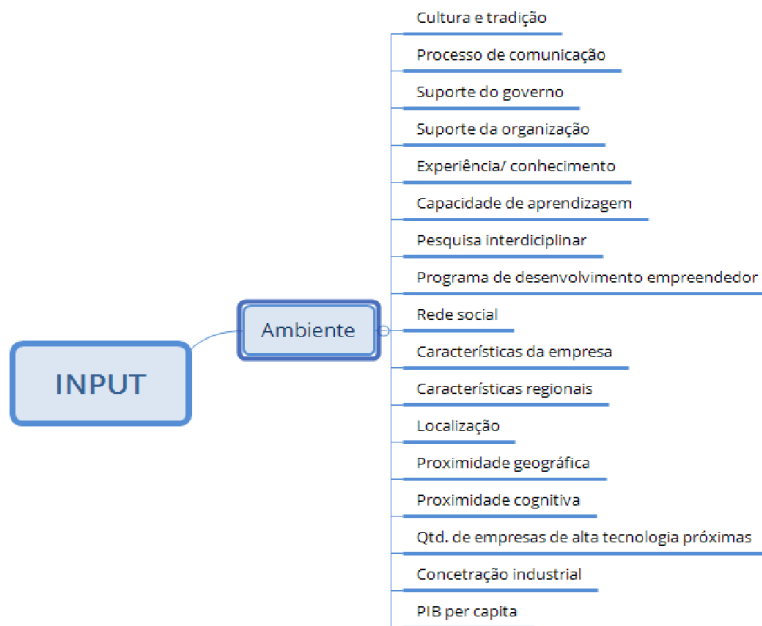 Cultura e tradição
Processo de comunicação
Suporte do governo
Suporte da organização
Experiência/ conhecimento
Capacidade de aprendizagem
Pesquisa interdiciplinar
Programa de desenvolvimento empreendedor
Rede social
Ambiente
Características da empresa
INPUT
Características regionais
Localização
Proximidade geográfica
Proximidade cognitiva
Qtd. de empresas de alta tecnologia próximas
Concetração industrial
PIB per capita